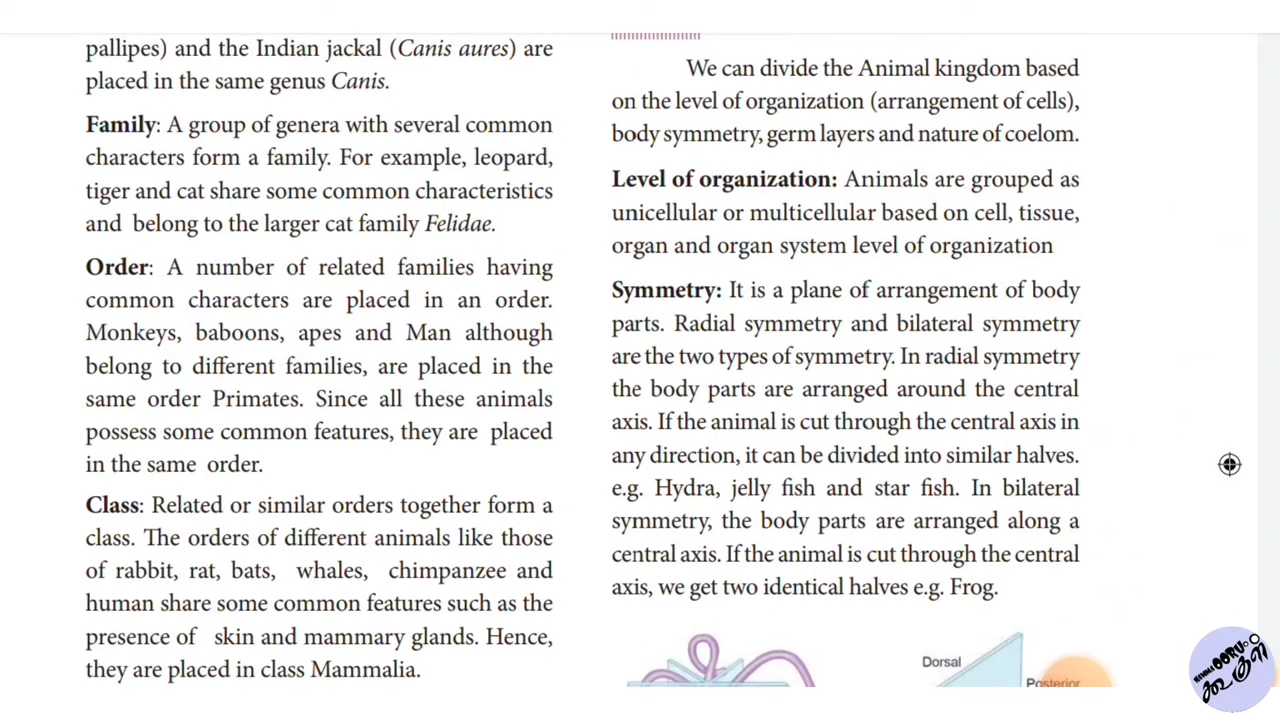 pallipes) and the Indian jackal (Canis aures) are
placed in the same genus Canis.
Family: A group of genera with several common
characters form a family. For example, leopard,
tiger and cat share some common characteristics
and belong to the larger cat family Felidae.
Order: A number of related families having
common characters are placed in an order.
Monkeys, baboons, apes and Man although
belong to different families, are placed in the
same order Primates. Since all these animals
possess some common features, they are placed
in the same order.
Class: Related or similar orders together form a
class. The orders of different animals like those
of rabbit, rat, bats, whales, chimpanzee and
human share some common features such as the
presence of skin and mammary glands. Hence,
they are placed in class Mammalia.
We can divide the Animal kingdom based
on the level of organization (arrangement of cells),
body symmetry, germ layers and nature of coelom.
Level of organization: Animals are grouped as
unicellular or multicellular based on cell, tissue,
organ and organ system level of organization
Symmetry: It is a plane of arrangement of body
parts. Radial symmetry and bilateral symmetry
are the two types of symmetry. In radial symmetry
the body parts are arranged around the central
axis. If the animal is cut through the central axis in
any direction, it can be divided into similar halves.
e.g. Hydra, jelly fish and star fish. In bilateral
symmetry, the body parts are arranged along a
central axis. If the animal is cut through the central
axis, we get two identical halves e.g. Frog.
Dorsal
Posterior